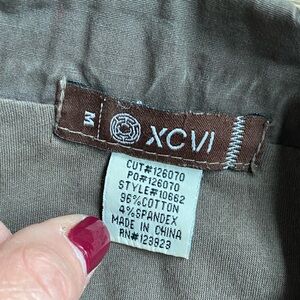 M XCVI
CUT#126070
PO#126070
STYLE#10662
96%COTTON
4%SPANDEX
MADE IN CHINA
RN#123923